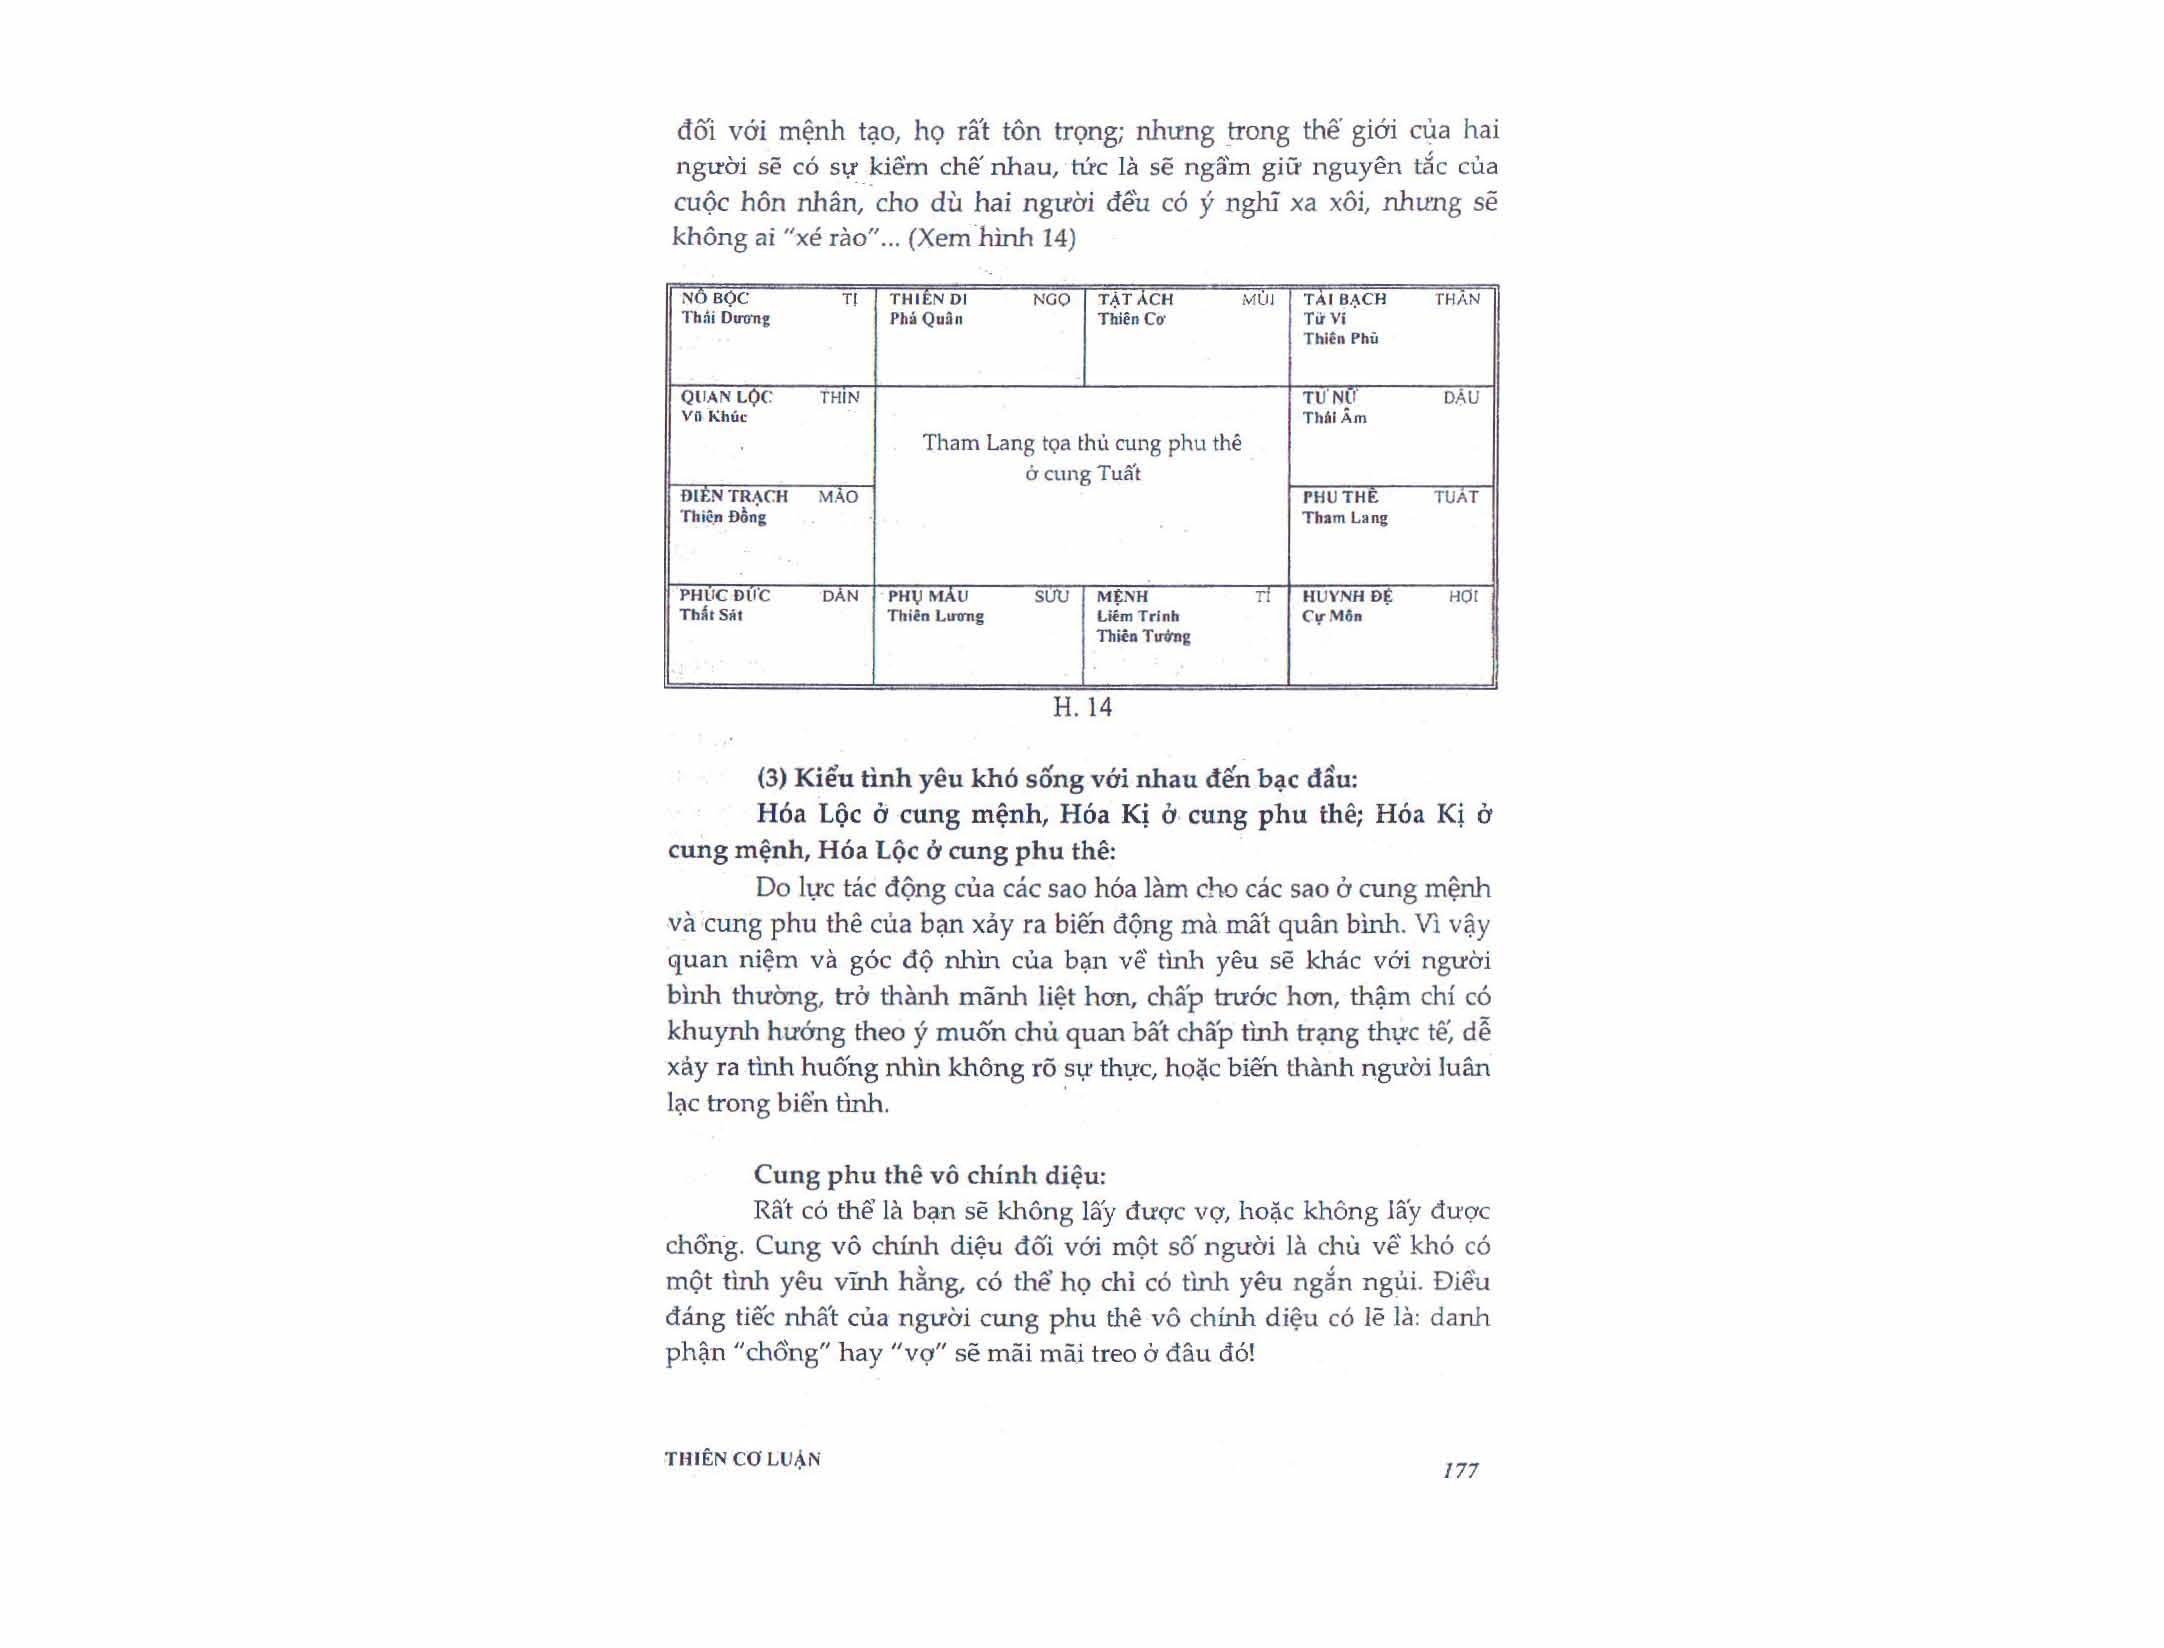 đối với mệnh tạo, họ rất tôn trọng; nhưng trong thế giới của hai
người sẽ có sự kiềm chế nhau, tức là sẽ ngầm giữ nguyên tắc của
cuộc hôn nhân, cho dù hai người đều có ý nghĩ xa xôi, nhưng sẽ
không ai "xé rào"... (Xem hình 14)
NÔ BỘC TỊ
Thái Dương
THIÊN DI NGỌ
Phá Quân
TẬT ÁCH MÙI
Thiên Cơ
TÀI BẠCH THÂN
Tử Vi
Thiên Phủ
QUAN LỘC THÌN
Vũ Khúc
Tham Lang tọa thủ cung phu thê
ở cung Tuất
TỬ NỮ DẬU
Thái Âm
ĐIỀN TRẠCH MÃO
Thiên Đồng
PHU THÊ TUẤT
Tham Lang
PHÚC ĐỨC DẦN
Thất Sát
PHỤ MẪU SỬU
Thiên Lương
MỆNH TÍ
Liêm Trinh
Thiên Tướng
HUYNH ĐỆ HỢI
Cự Môn
H. 14
(3) Kiểu tình yêu khó sống với nhau đến bạc đầu:
Hóa Lộc ở cung mệnh, Hóa Kị ở cung phu thê; Hóa Kị ở
cung mệnh, Hóa Lộc ở cung phu thê:
Do lực tác động của các sao hóa làm cho các sao ở cung mệnh
và cung phu thê của bạn xảy ra biến động mà mất quân bình. Vì vậy
quan niệm và góc độ nhìn của bạn về tình yêu sẽ khác với người
bình thường, trở thành mãnh liệt hơn, chấp trước hơn, thậm chí có
khuynh hướng theo ý muốn chủ quan bất chấp tình trạng thực tế, dễ
xảy ra tình huống nhìn không rõ sự thực, hoặc biến thành người luân
lạc trong biển tình.
Cung phu thê vô chính diệu:
Rất có thể là bạn sẽ không lấy được vợ, hoặc không lấy được
chồng. Cung vô chính diệu đối với một số người là chủ về khó có
một tình yêu vĩnh hằng, có thể họ chỉ có tình yêu ngắn ngủi. Điều
đáng tiếc nhất của người cung phu thê vô chính diệu có lẽ là: danh
phận "chồng" hay "vợ" sẽ mãi mãi treo ở đâu đó!
THIÊN CƠ LUẬN
177